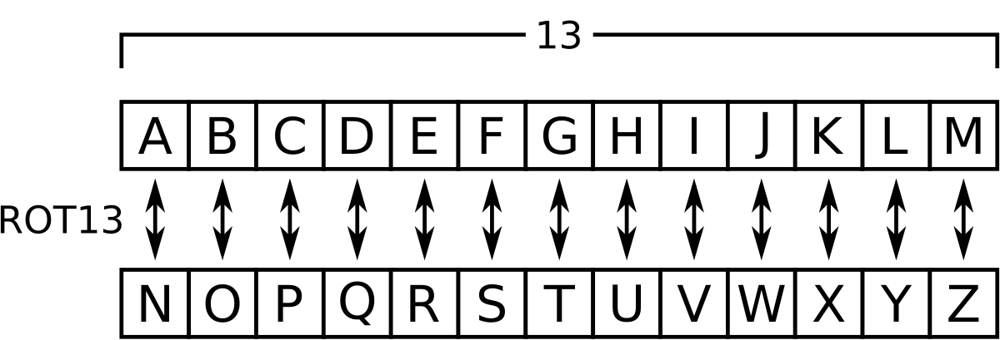 13
A B C D E F G H I J K L M
ROT13
N O P Q R S T U V W X Y Z